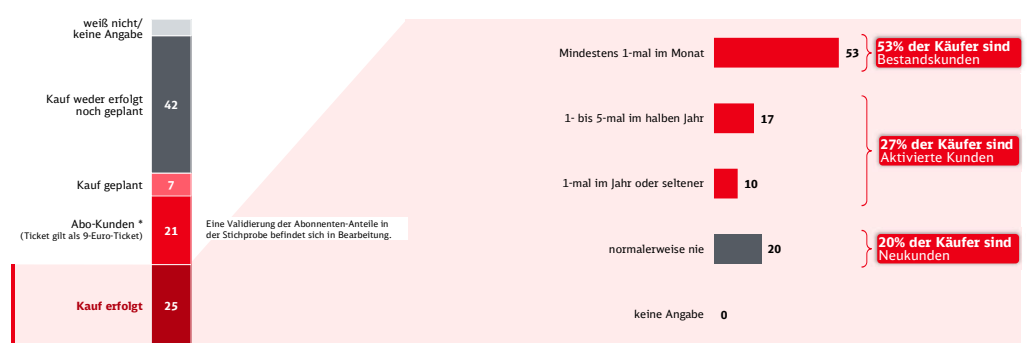 weiß nicht/
keine Angabe
Kauf weder erfolgt
noch geplant
42
Kauf geplant
7
Abo-Kunden *
(Ticket gilt als 9-Euro-Ticket)
21
Eine Validierung der Abonnenten-Anteile in
der Stichprobe befindet sich in Bearbeitung.
Kauf erfolgt
25
Mindestens 1-mal im Monat
53
53% der Käufer sind
Bestandskunden
1- bis 5-mal im halben Jahr
17
27% der Käufer sind
Aktivierte Kunden
1-mal im Jahr oder seltener
10
normalerweise nie
20
20% der Käufer sind
Neukunden
keine Angabe
0